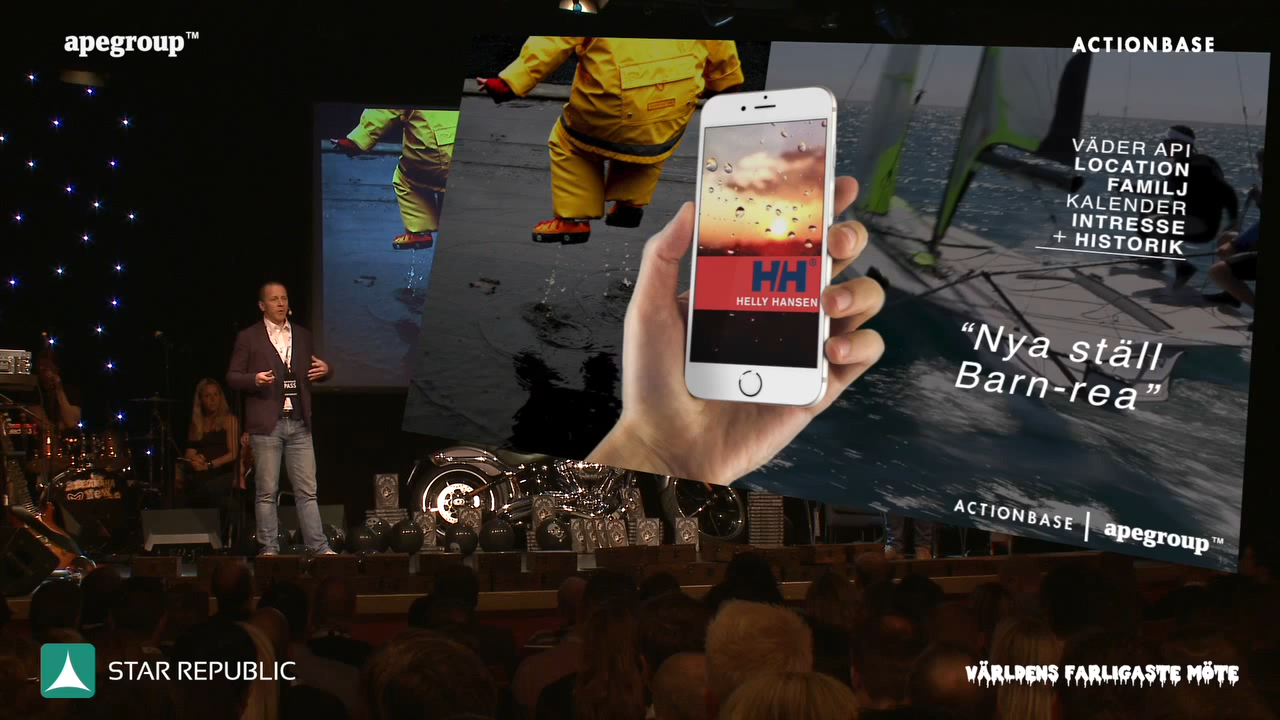 apegroup™
ACTIONBASE
VÄDER API
LOCATION
FAMILJ
KALENDER
INTRESSE
+ HISTORIK
HH®
HELLY HANSEN
“Nya ställ
Barn-rea”
PASS
ACTIONBASE | apegroup™
STAR REPUBLIC
VÄRLDENS FARLIGASTE MÖTE